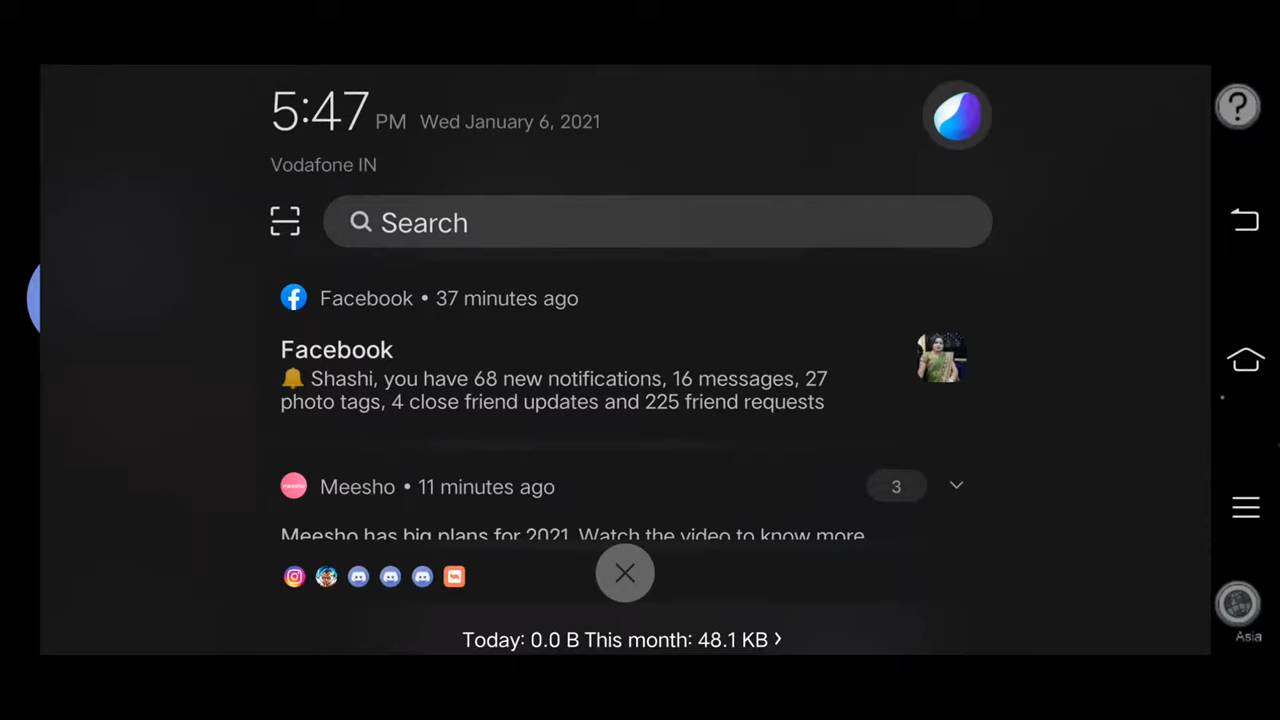 5:47 PM Wed January 6, 2021
Vodafone IN
Search
Facebook • 37 minutes ago
Facebook
🔔 Shashi, you have 68 new notifications, 16 messages, 27
photo tags, 4 close friend updates and 225 friend requests
Meesho • 11 minutes ago 3
Meesho has big plans for 2021. Watch the video to know more
Today: 0.0 B This month: 48.1 KB >
?
Asia